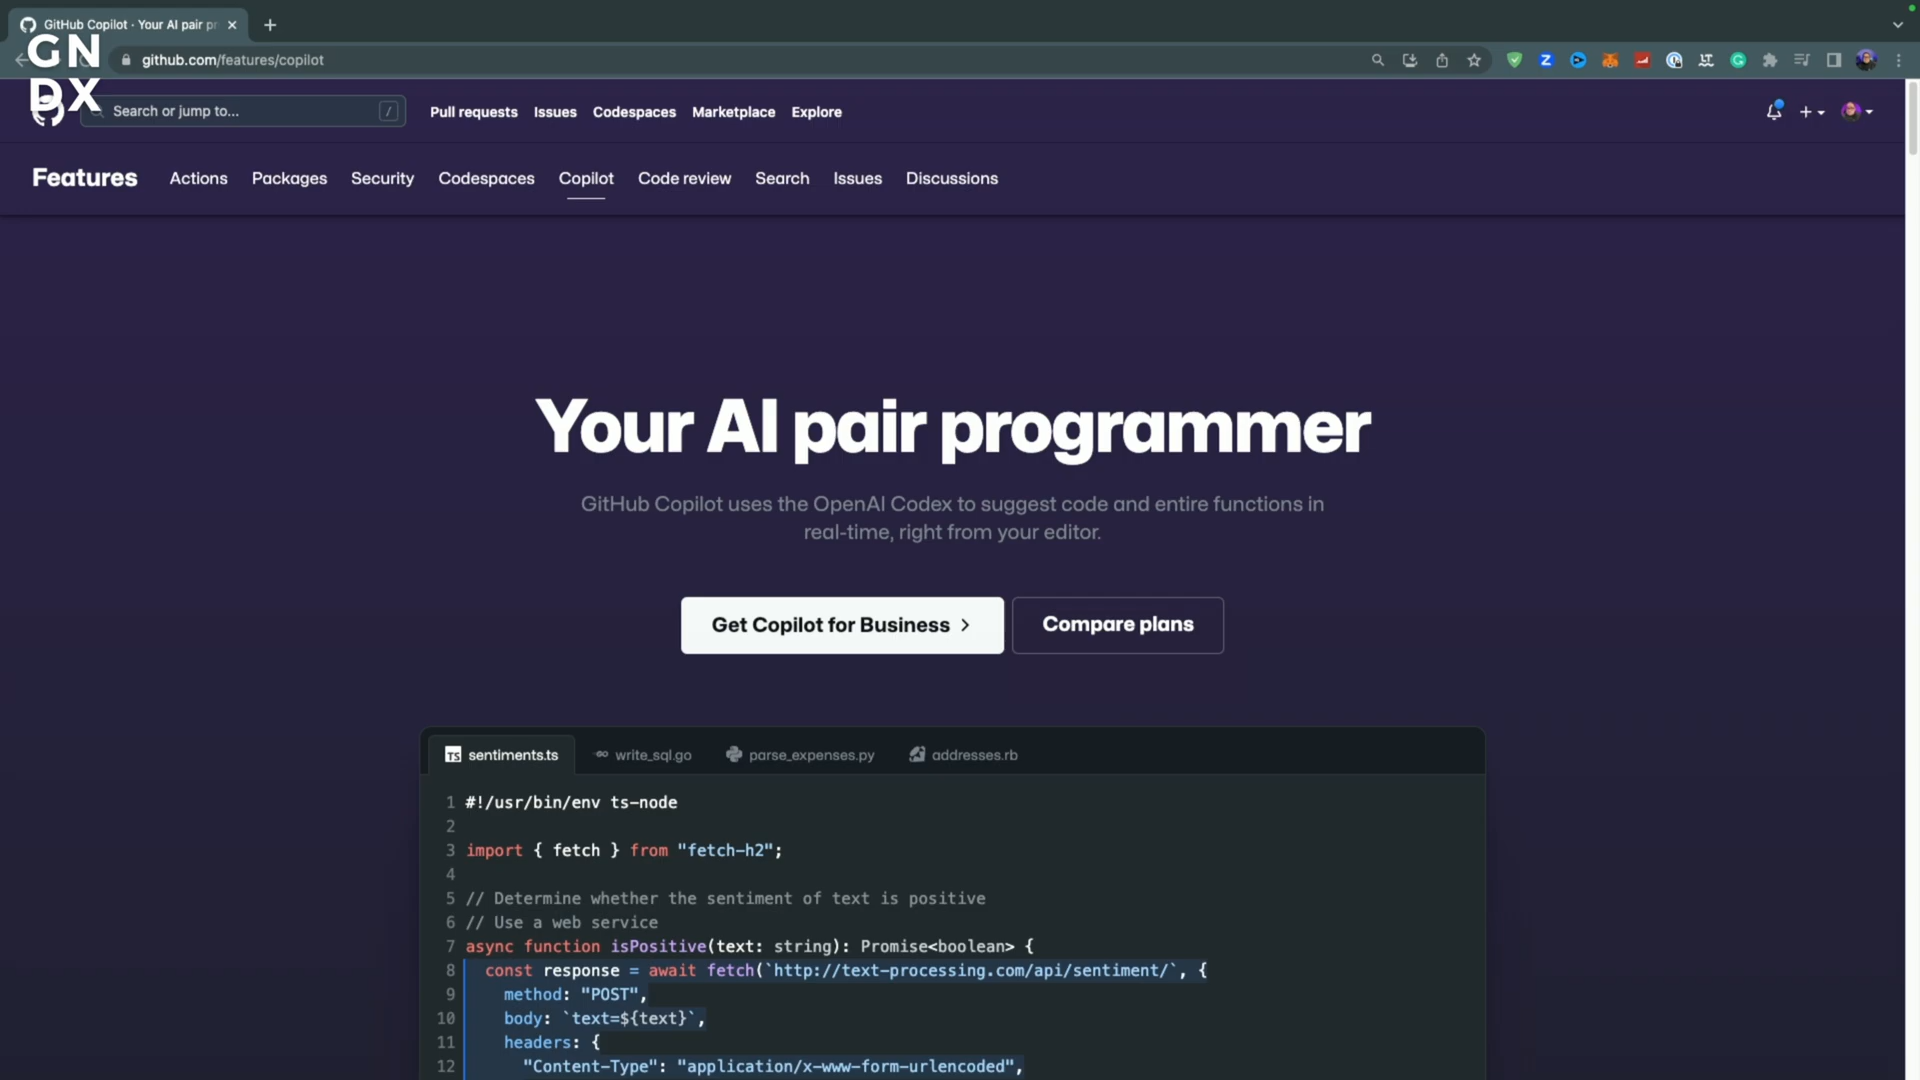 GitHub Copilot · Your AI pair pr
GN
DX
github.com/features/copilot
Search or jump to... /
Pull requests Issues Codespaces Marketplace Explore
Features Actions Packages Security Codespaces Copilot Code review Search Issues Discussions
Your AI pair programmer
GitHub Copilot uses the OpenAI Codex to suggest code and entire functions in
real-time, right from your editor.
Get Copilot for Business
Compare plans
TS sentiments.ts write_sql.go parse_expenses.py addresses.rb
1 #!/usr/bin/env ts-node
2
3 import { fetch } from "fetch-h2";
4
5 // Determine whether the sentiment of text is positive
6 // Use a web service
7 async function isPositive(text: string): Promise<boolean> {
8 const response = await fetch(`http://text-processing.com/api/sentiment/`, {
9 method: "POST",
10 body: `text=${text}`,
11 headers: {
12 "Content-Type": "application/x-www-form-urlencoded",